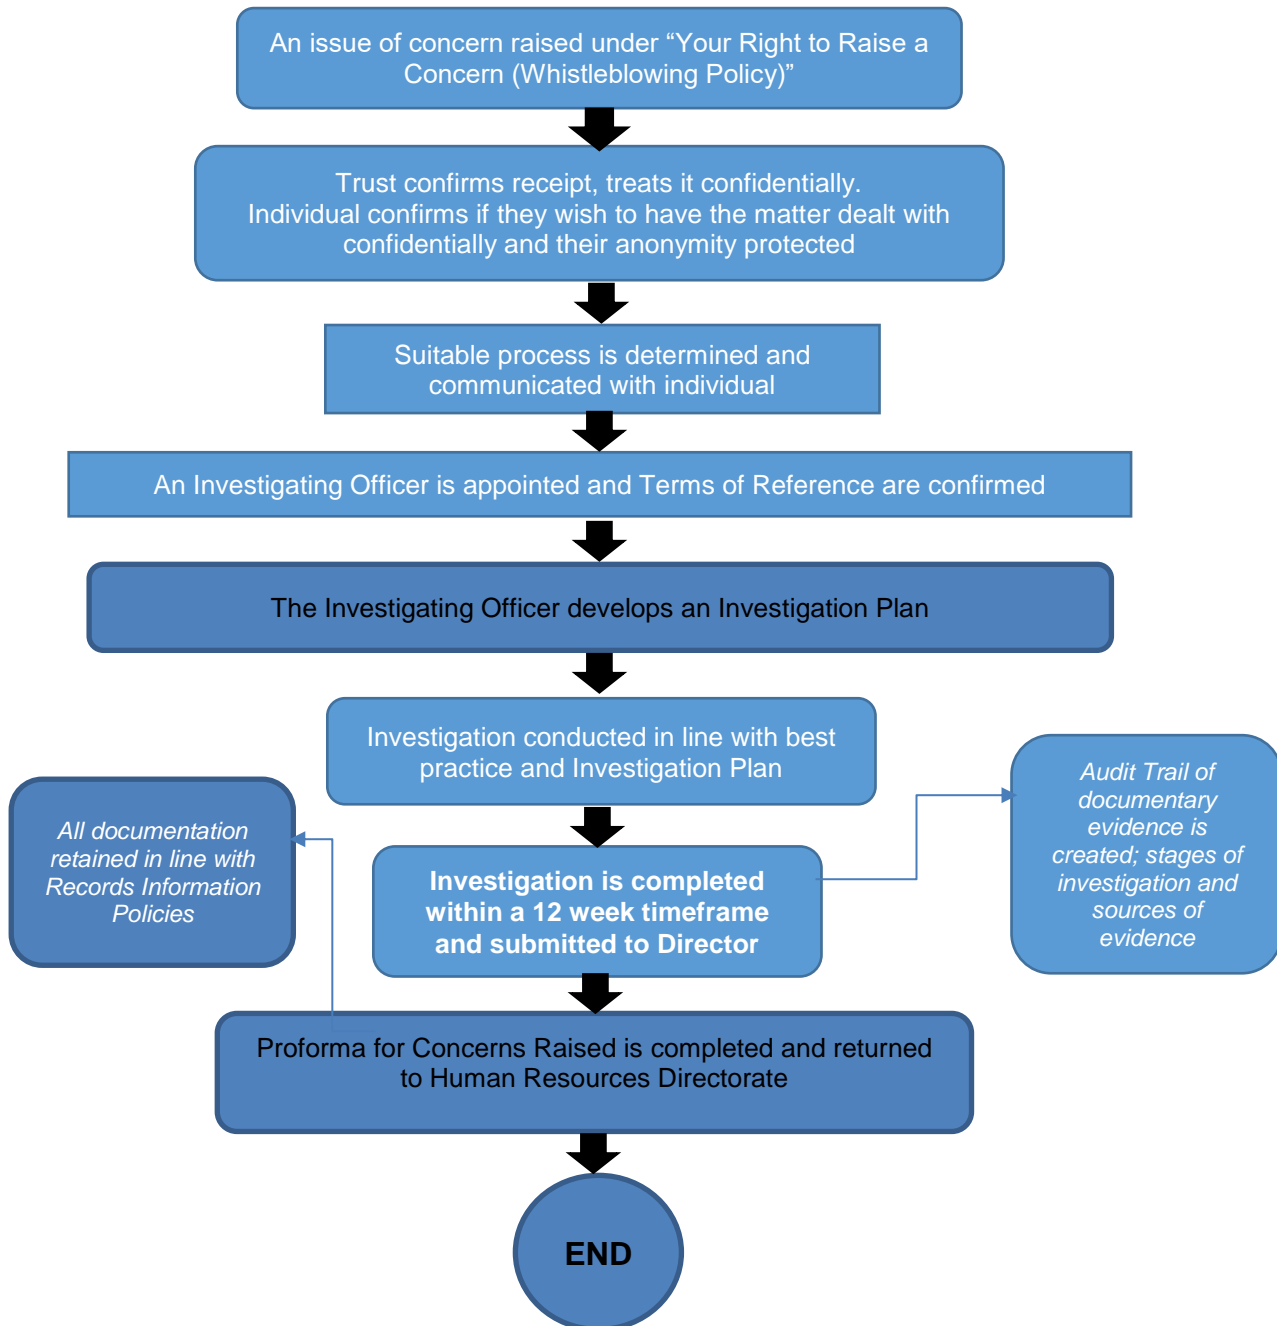 An issue of concern raised under “Your Right to Raise a
Concern (Whistleblowing Policy)”
Trust confirms receipt, treats it confidentially.
Individual confirms if they wish to have the matter dealt with
confidentially and their anonymity protected
Suitable process is determined and
communicated with individual
An Investigating Officer is appointed and Terms of Reference are confirmed
The Investigating Officer develops an Investigation Plan
Investigation conducted in line with best
practice and Investigation Plan
All documentation
retained in line with
Records Information
Policies
Investigation is completed
within a 12 week timeframe
and submitted to Director
Audit Trail of
documentary
evidence is
created; stages of
investigation and
sources of
evidence
Proforma for Concerns Raised is completed and returned
to Human Resources Directorate
END